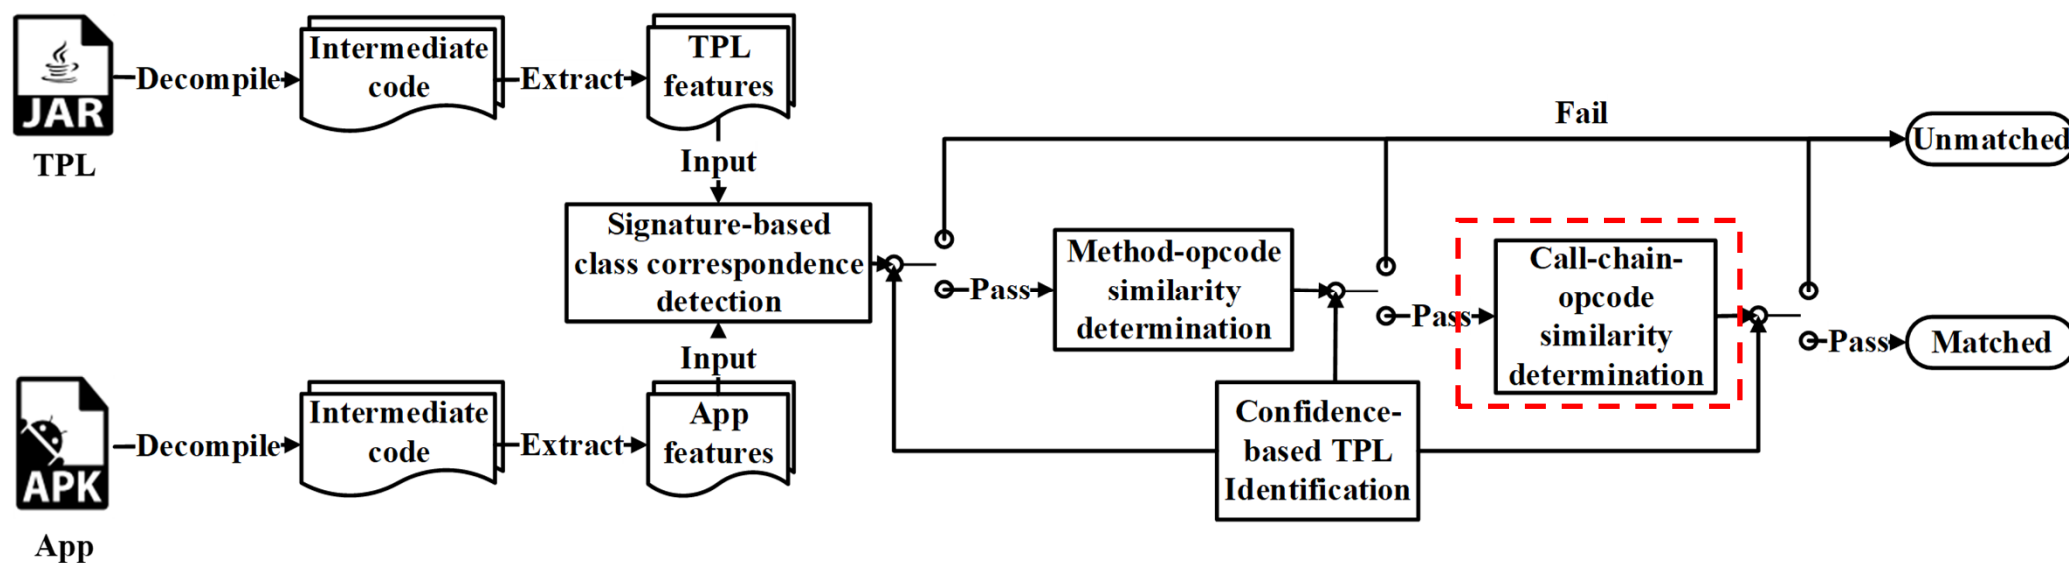 JAR
TPL
Decompile
Intermediate
code
Extract
TPL
features
Input
Signature-based
class correspondence
detection
Input
APK
App
Decompile
Intermediate
code
Extract
App
features
Fail
Unmatched
Pass
Method-opcode
similarity
determination
Pass
Call-chain-
opcode
similarity
determination
Pass
Matched
Confidence-
based TPL
Identification